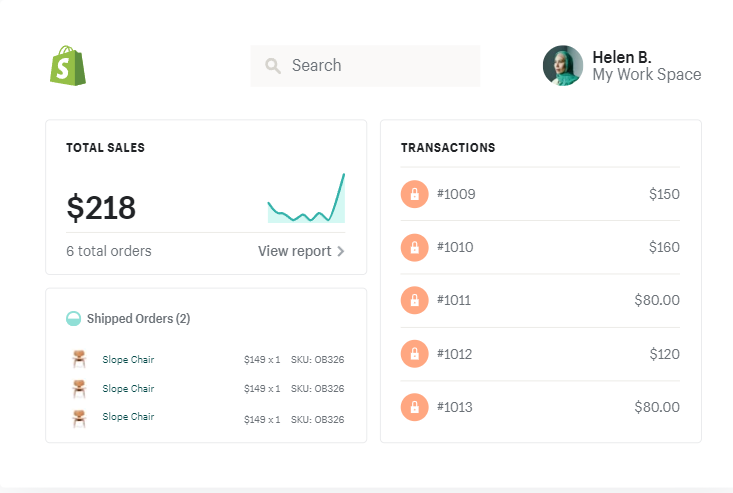 S
Search
Helen B.
My Work Space
TOTAL SALES
$218
6 total orders
View report
Shipped Orders (2)
Slope Chair $149 x 1 SKU: OB326
Slope Chair $149 x 1 SKU: OB326
Slope Chair $149 x 1 SKU: OB326
TRANSACTIONS
#1009 $150
#1010 $160
#1011 $80.00
#1012 $120
#1013 $80.00